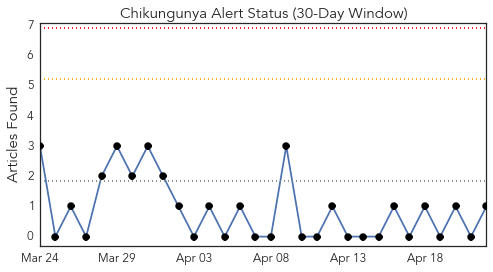 Chikungunya Alert Status (30-Day Window)
Articles Found
7
6
5
4
3
2
1
0
Mar 24 Mar 29 Apr 03 Apr 08 Apr 13 Apr 18